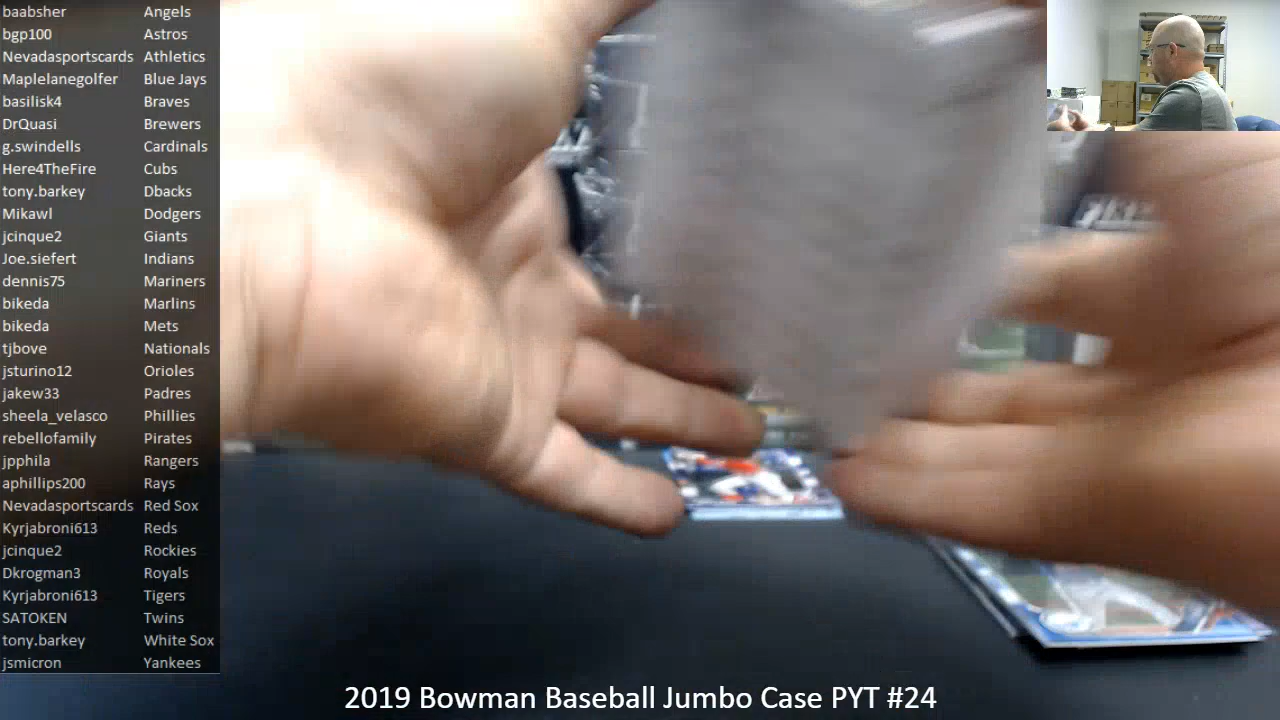 baabsher Angels
bgp100 Astros
Nevadasportscards Athletics
Maplelanegolfer Blue Jays
basilisk4 Braves
DrQuasi Brewers
g.swindells Cardinals
Here4TheFire Cubs
tony.barkey Dbacks
Mikawl Dodgers
jcinque2 Giants
Joe.siefert Indians
dennis75 Mariners
bikeda Marlins
bikeda Mets
tjbove Nationals
jsturino12 Orioles
jakew33 Padres
sheela_velasco Phillies
rebellofamily Pirates
jpphila Rangers
aphillips200 Rays
Nevadasportscards Red Sox
Kyrjabroni613 Reds
jcinque2 Rockies
Dkrogman3 Royals
Kyrjabroni613 Tigers
SATOKEN Twins
tony.barkey White Sox
jsmicron Yankees
2019 Bowman Baseball Jumbo Case PYT #24